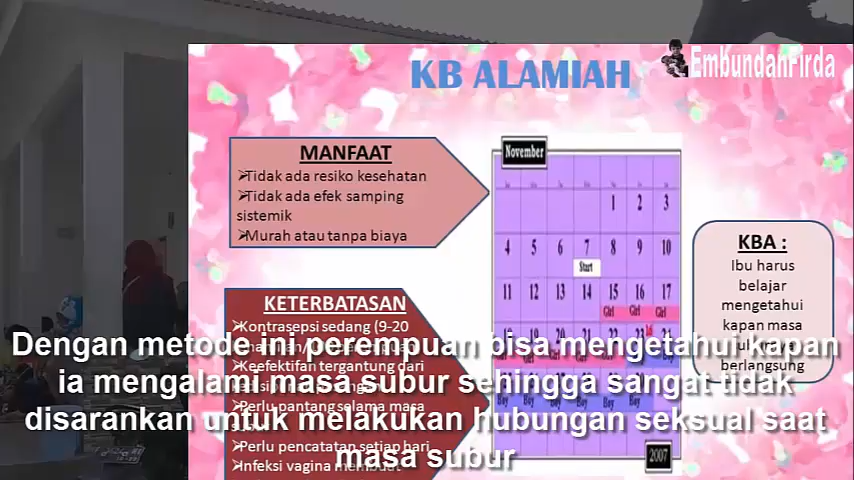 EmbundanFirda
KB ALAMIAH
MANFAAT
Tidak ada resiko kesehatan
Tidak ada efek samping
sistemik
Murah atau tanpa biaya
KETERBATASAN
Kontrasepsi sedang (9-20
Keefektifan tergantung dari
Perlu pantang selama masa
Perlu pencatatan setiap hari
Infeksi vagina membuat
November
1 2 3
4 5 6 7 8 9 10
Start
11 12 13 14 15 16 17
Girl Girl Girl
2007
KBA :
Ibu harus
belajar
mengetahui
kapan masa
berlangsung
Dengan metode ini perempuan bisa mengetahui kapan
ia mengalami masa subur sehingga sangat tidak
disarankan untuk melakukan hubungan seksual saat
masa subur